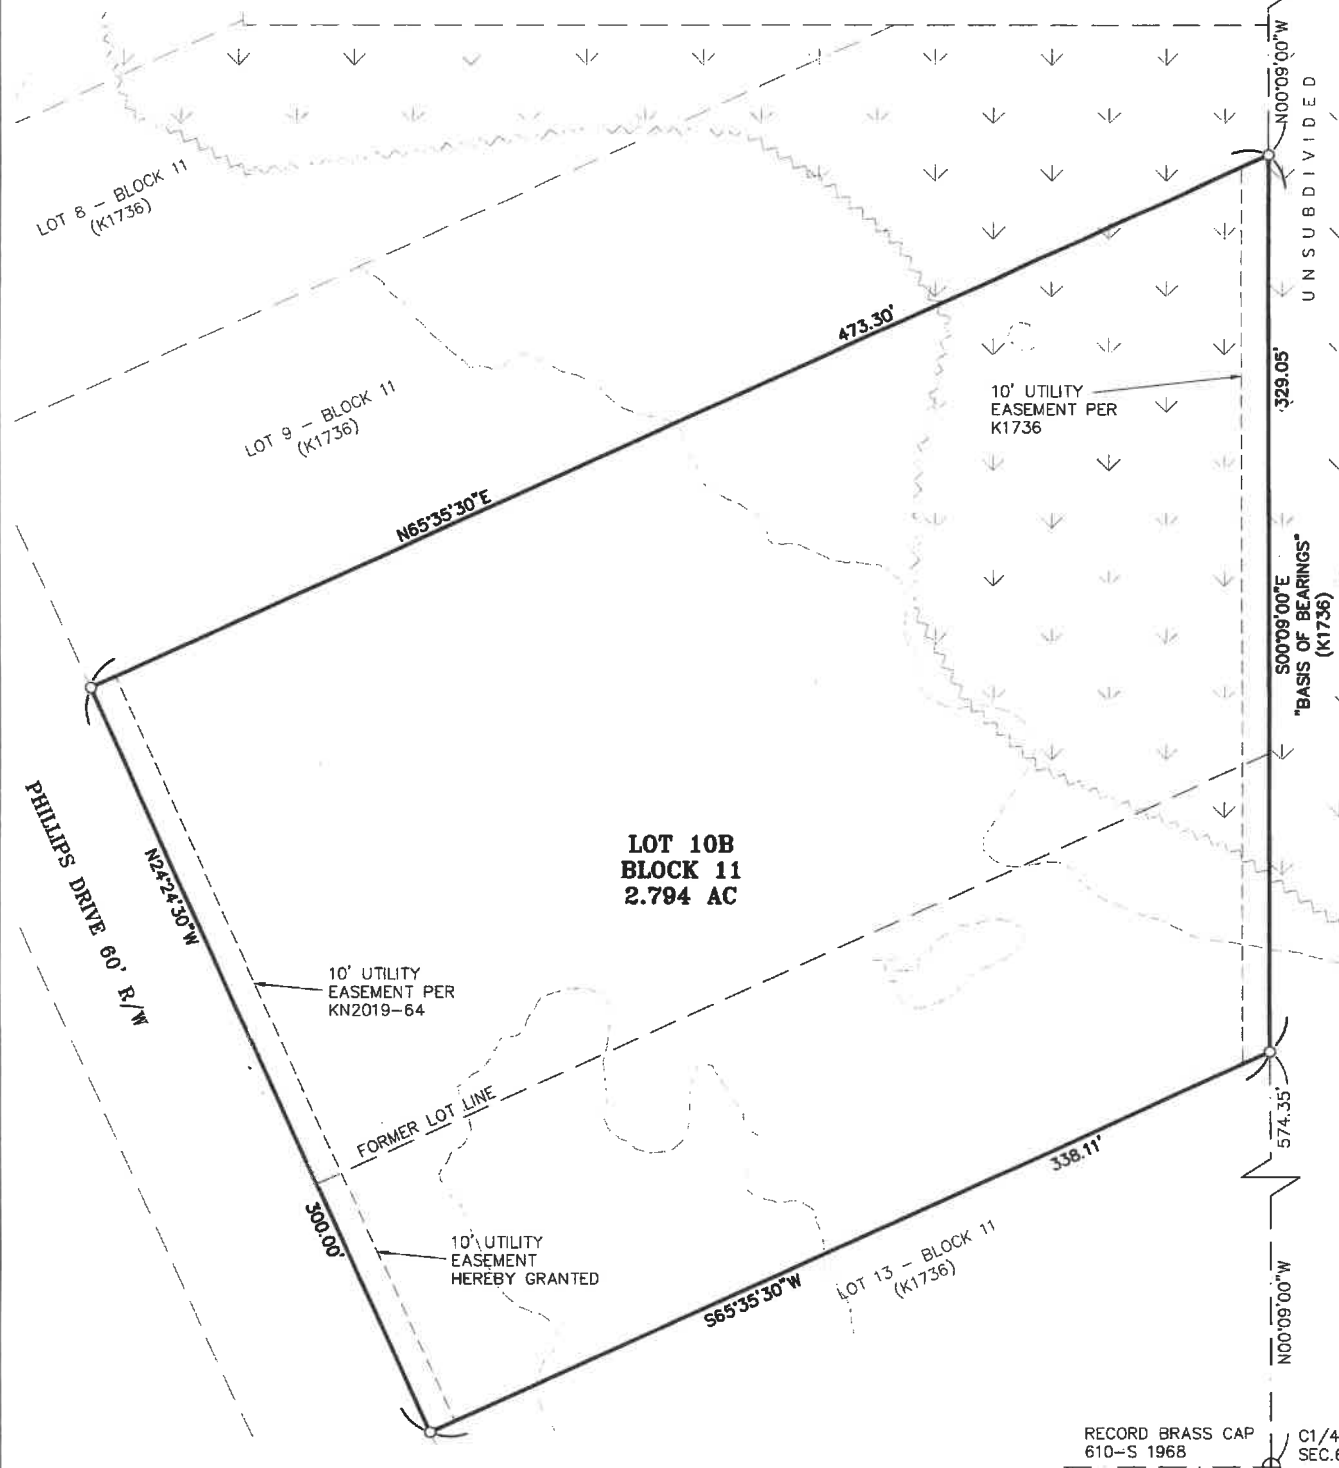 N00°09'00"W
UNSUBDIVIDED
LOT 8 - BLOCK 11
(K1736)
473.30'
329.05'
10' UTILITY
EASEMENT PER
K1736
LOT 9 - BLOCK 11
(K1736)
N65°35'30"E
S00°09'00"E
"BASIS OF BEARINGS"
(K1736)
PHILLIPS DRIVE 60' R/W
N24°24'30"W
LOT 10B
BLOCK 11
2.794 AC
10' UTILITY
EASEMENT PER
KN2019-64
FORMER LOT LINE
574.35'
338.11'
300.00'
10' UTILITY
EASEMENT
HEREBY GRANTED
LOT 13 - BLOCK 11
(K1736)
S65°35'30"W
N00°09'00"W
RECORD BRASS CAP
610-S 1968
C1/4
SEC.6